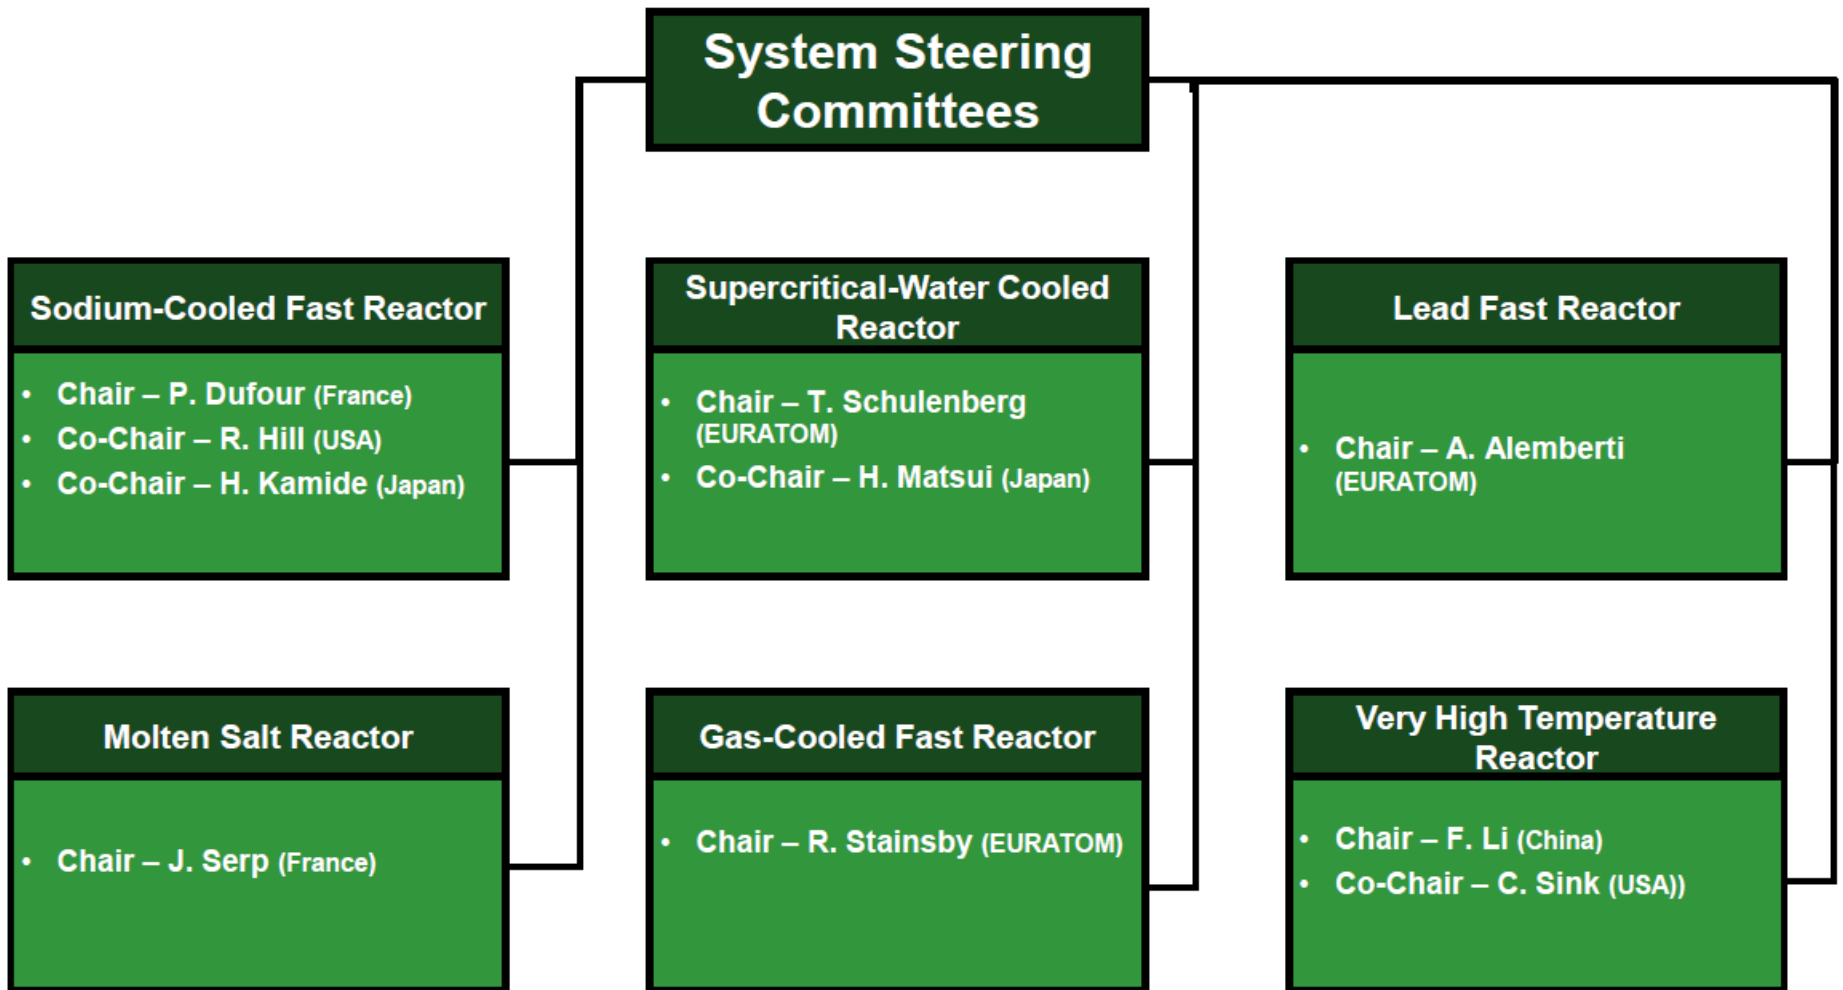 System Steering
Committees
Sodium-Cooled Fast Reactor
• Chair – P. Dufour (France)
• Co-Chair – R. Hill (USA)
• Co-Chair – H. Kamide (Japan)
Supercritical-Water Cooled
Reactor
• Chair – T. Schulenberg
(EURATOM)
• Co-Chair – H. Matsui (Japan)
Lead Fast Reactor
• Chair – A. Alemberti
(EURATOM)
Molten Salt Reactor
• Chair – J. Serp (France)
Gas-Cooled Fast Reactor
• Chair – R. Stainsby (EURATOM)
Very High Temperature
Reactor
• Chair – F. Li (China)
• Co-Chair – C. Sink (USA))